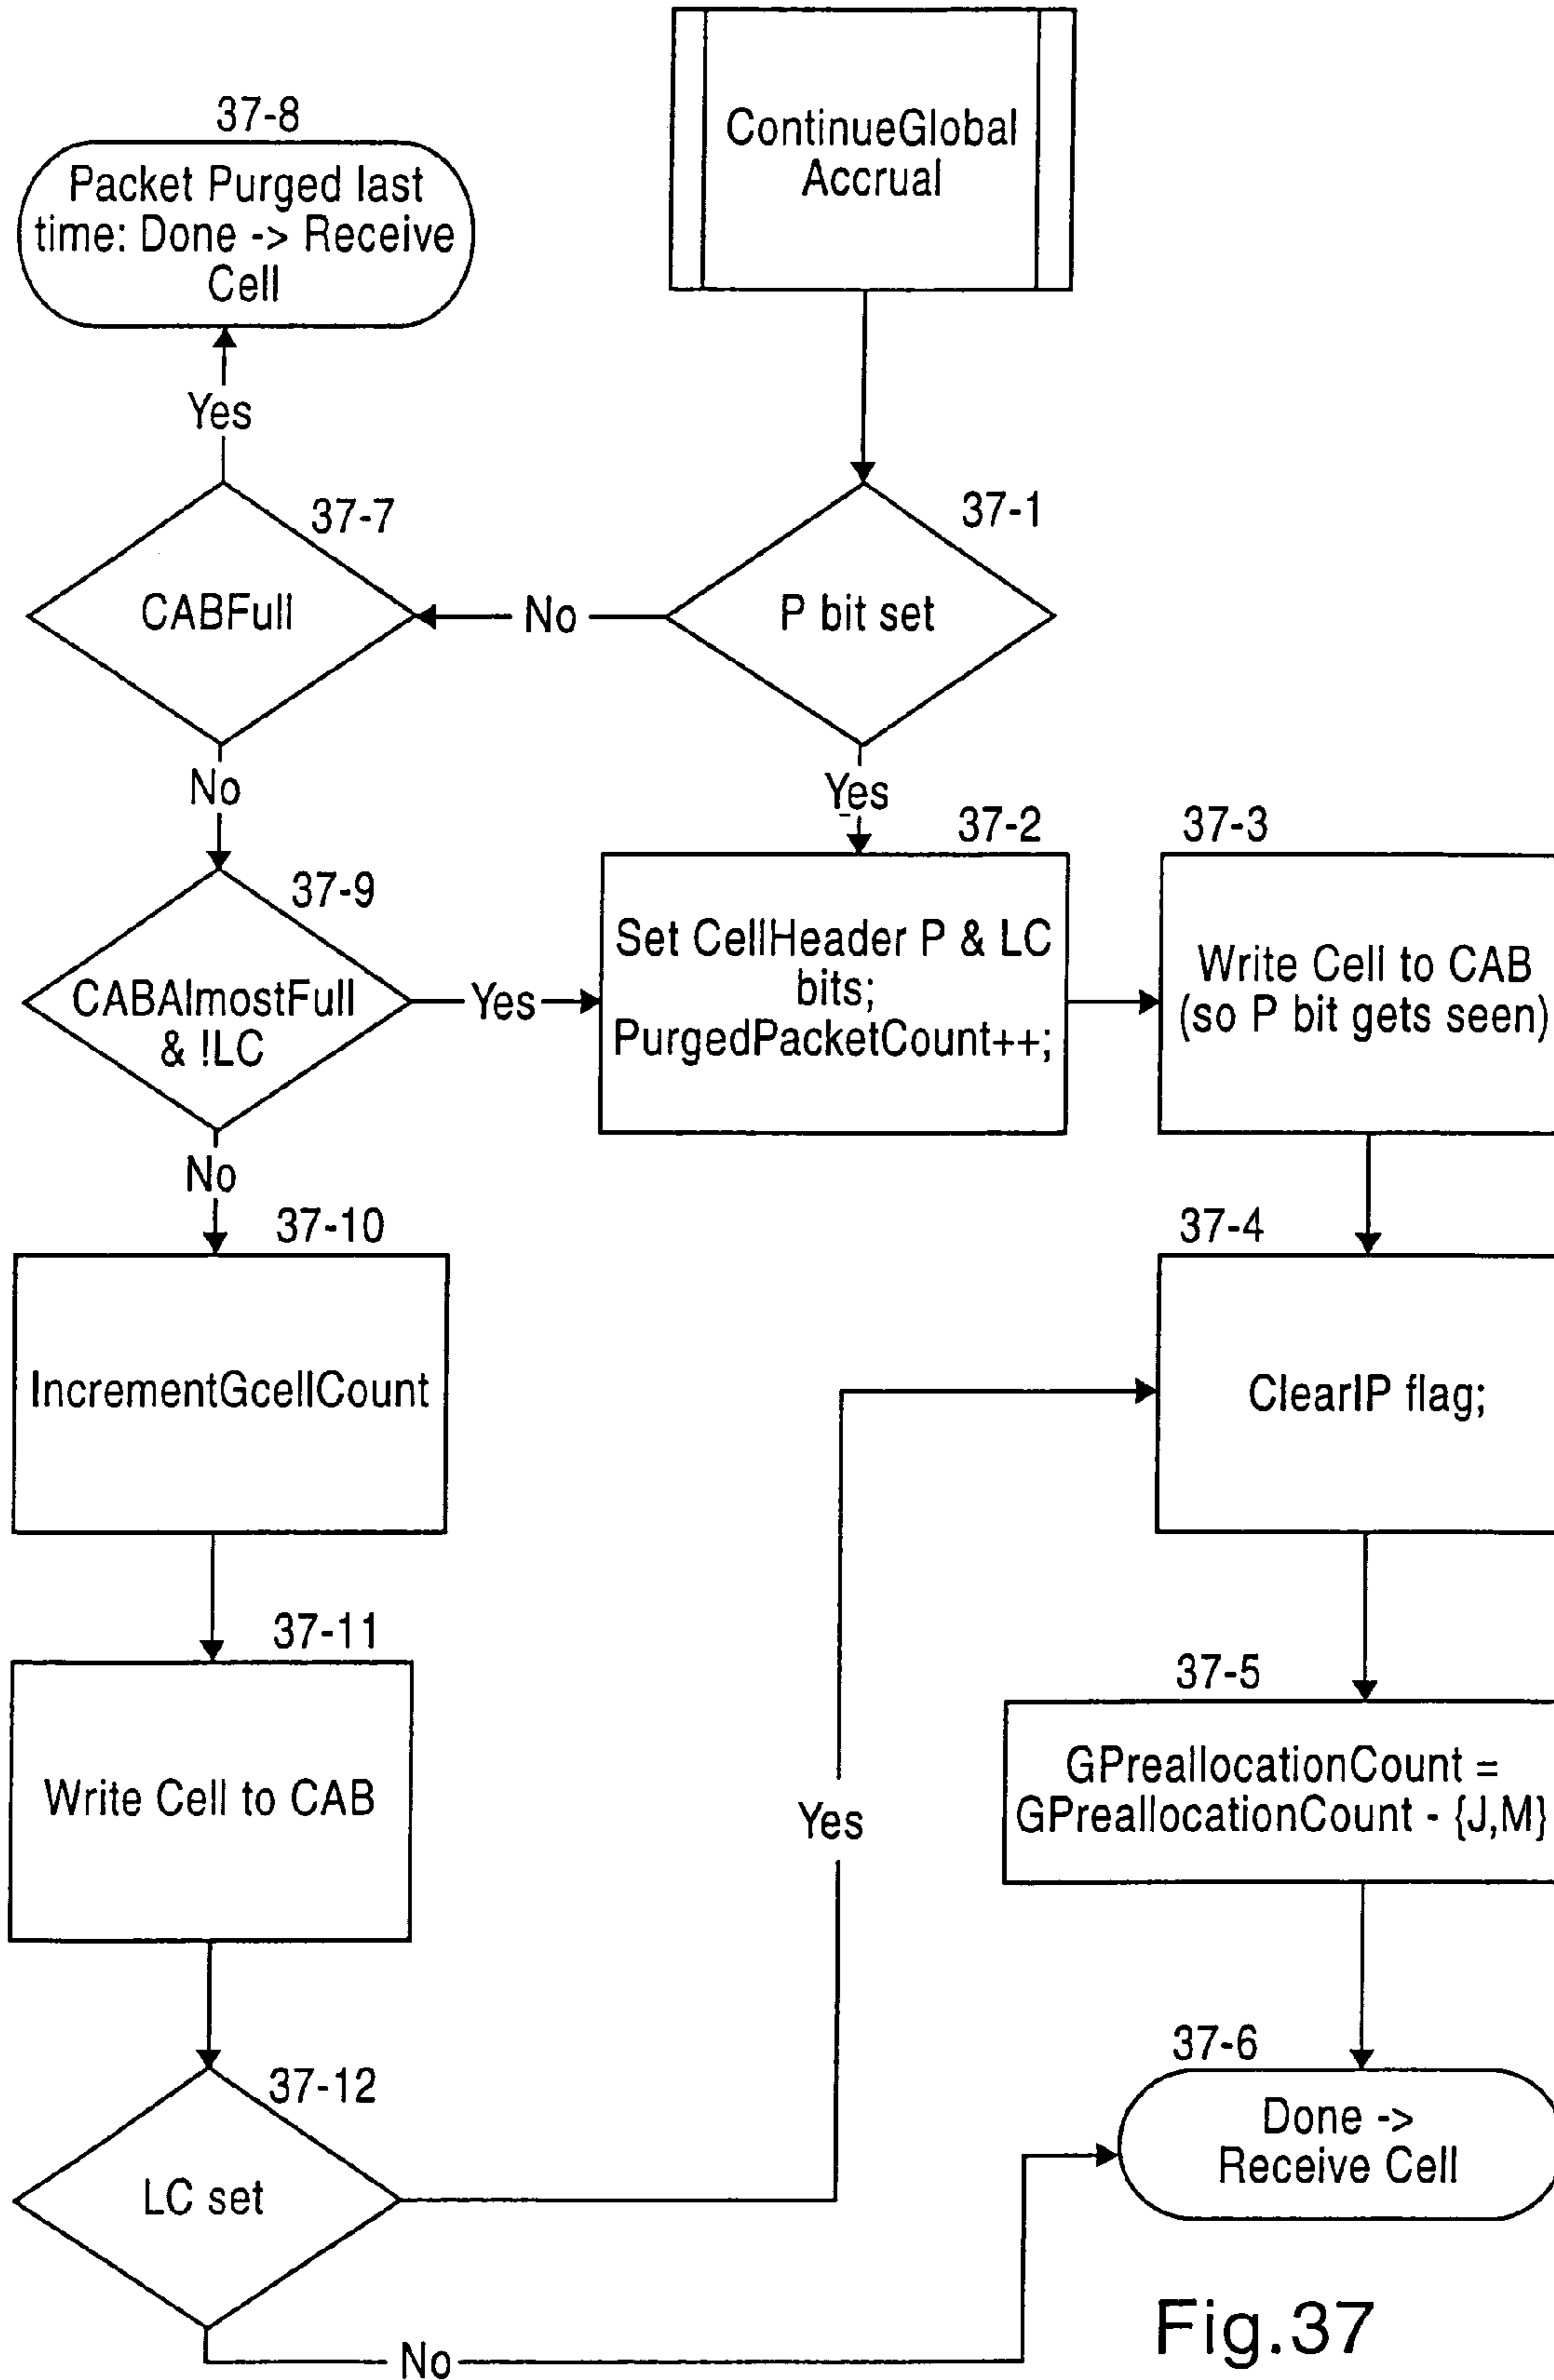 ContinueGlobal
Accrual
37-8
Packet Purged last
time: Done -> Receive
Cell
Yes
37-7
CABFull
No
37-1
P bit set
No
Yes
37-9
CABAlmostFull
& !LC
Yes
37-2
Set CellHeader P & LC
bits;
PurgedPacketCount++;
37-3
Write Cell to CAB
(so P bit gets seen)
No
37-10
IncrementGcellCount
37-4
ClearIP flag;
37-11
Write Cell to CAB
Yes
37-5
GPreallocationCount =
GPreallocationCount - {J,M}
37-12
LC set
37-6
Done ->
Receive Cell
No
Fig.37